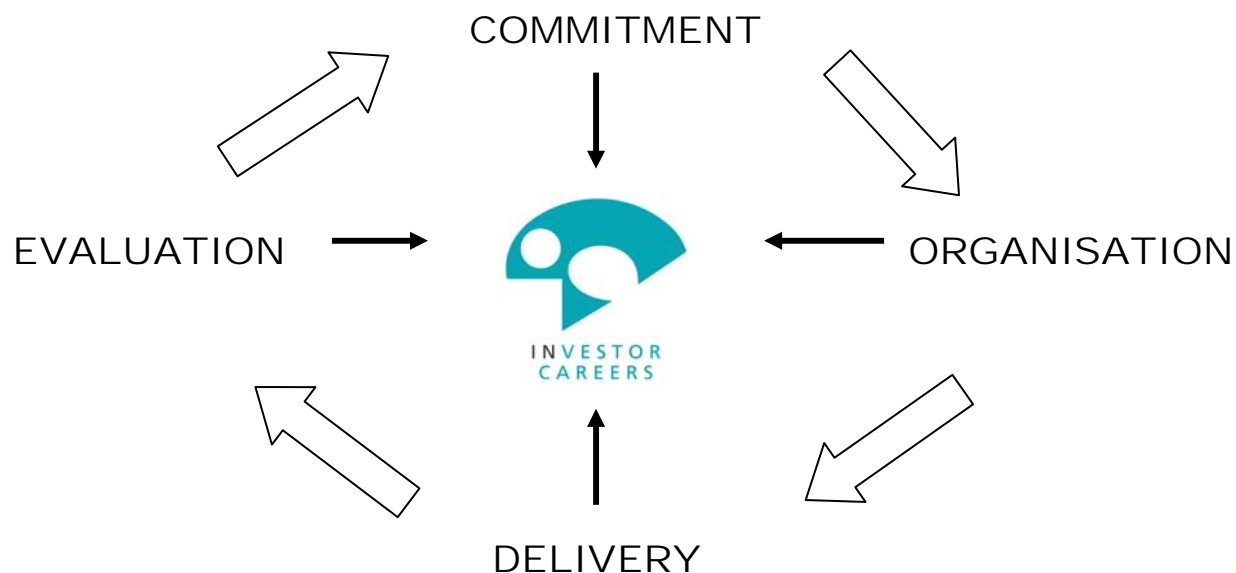 COMMITMENT
EVALUATION
ORGANISATION
INVESTOR
CAREERS
DELIVERY